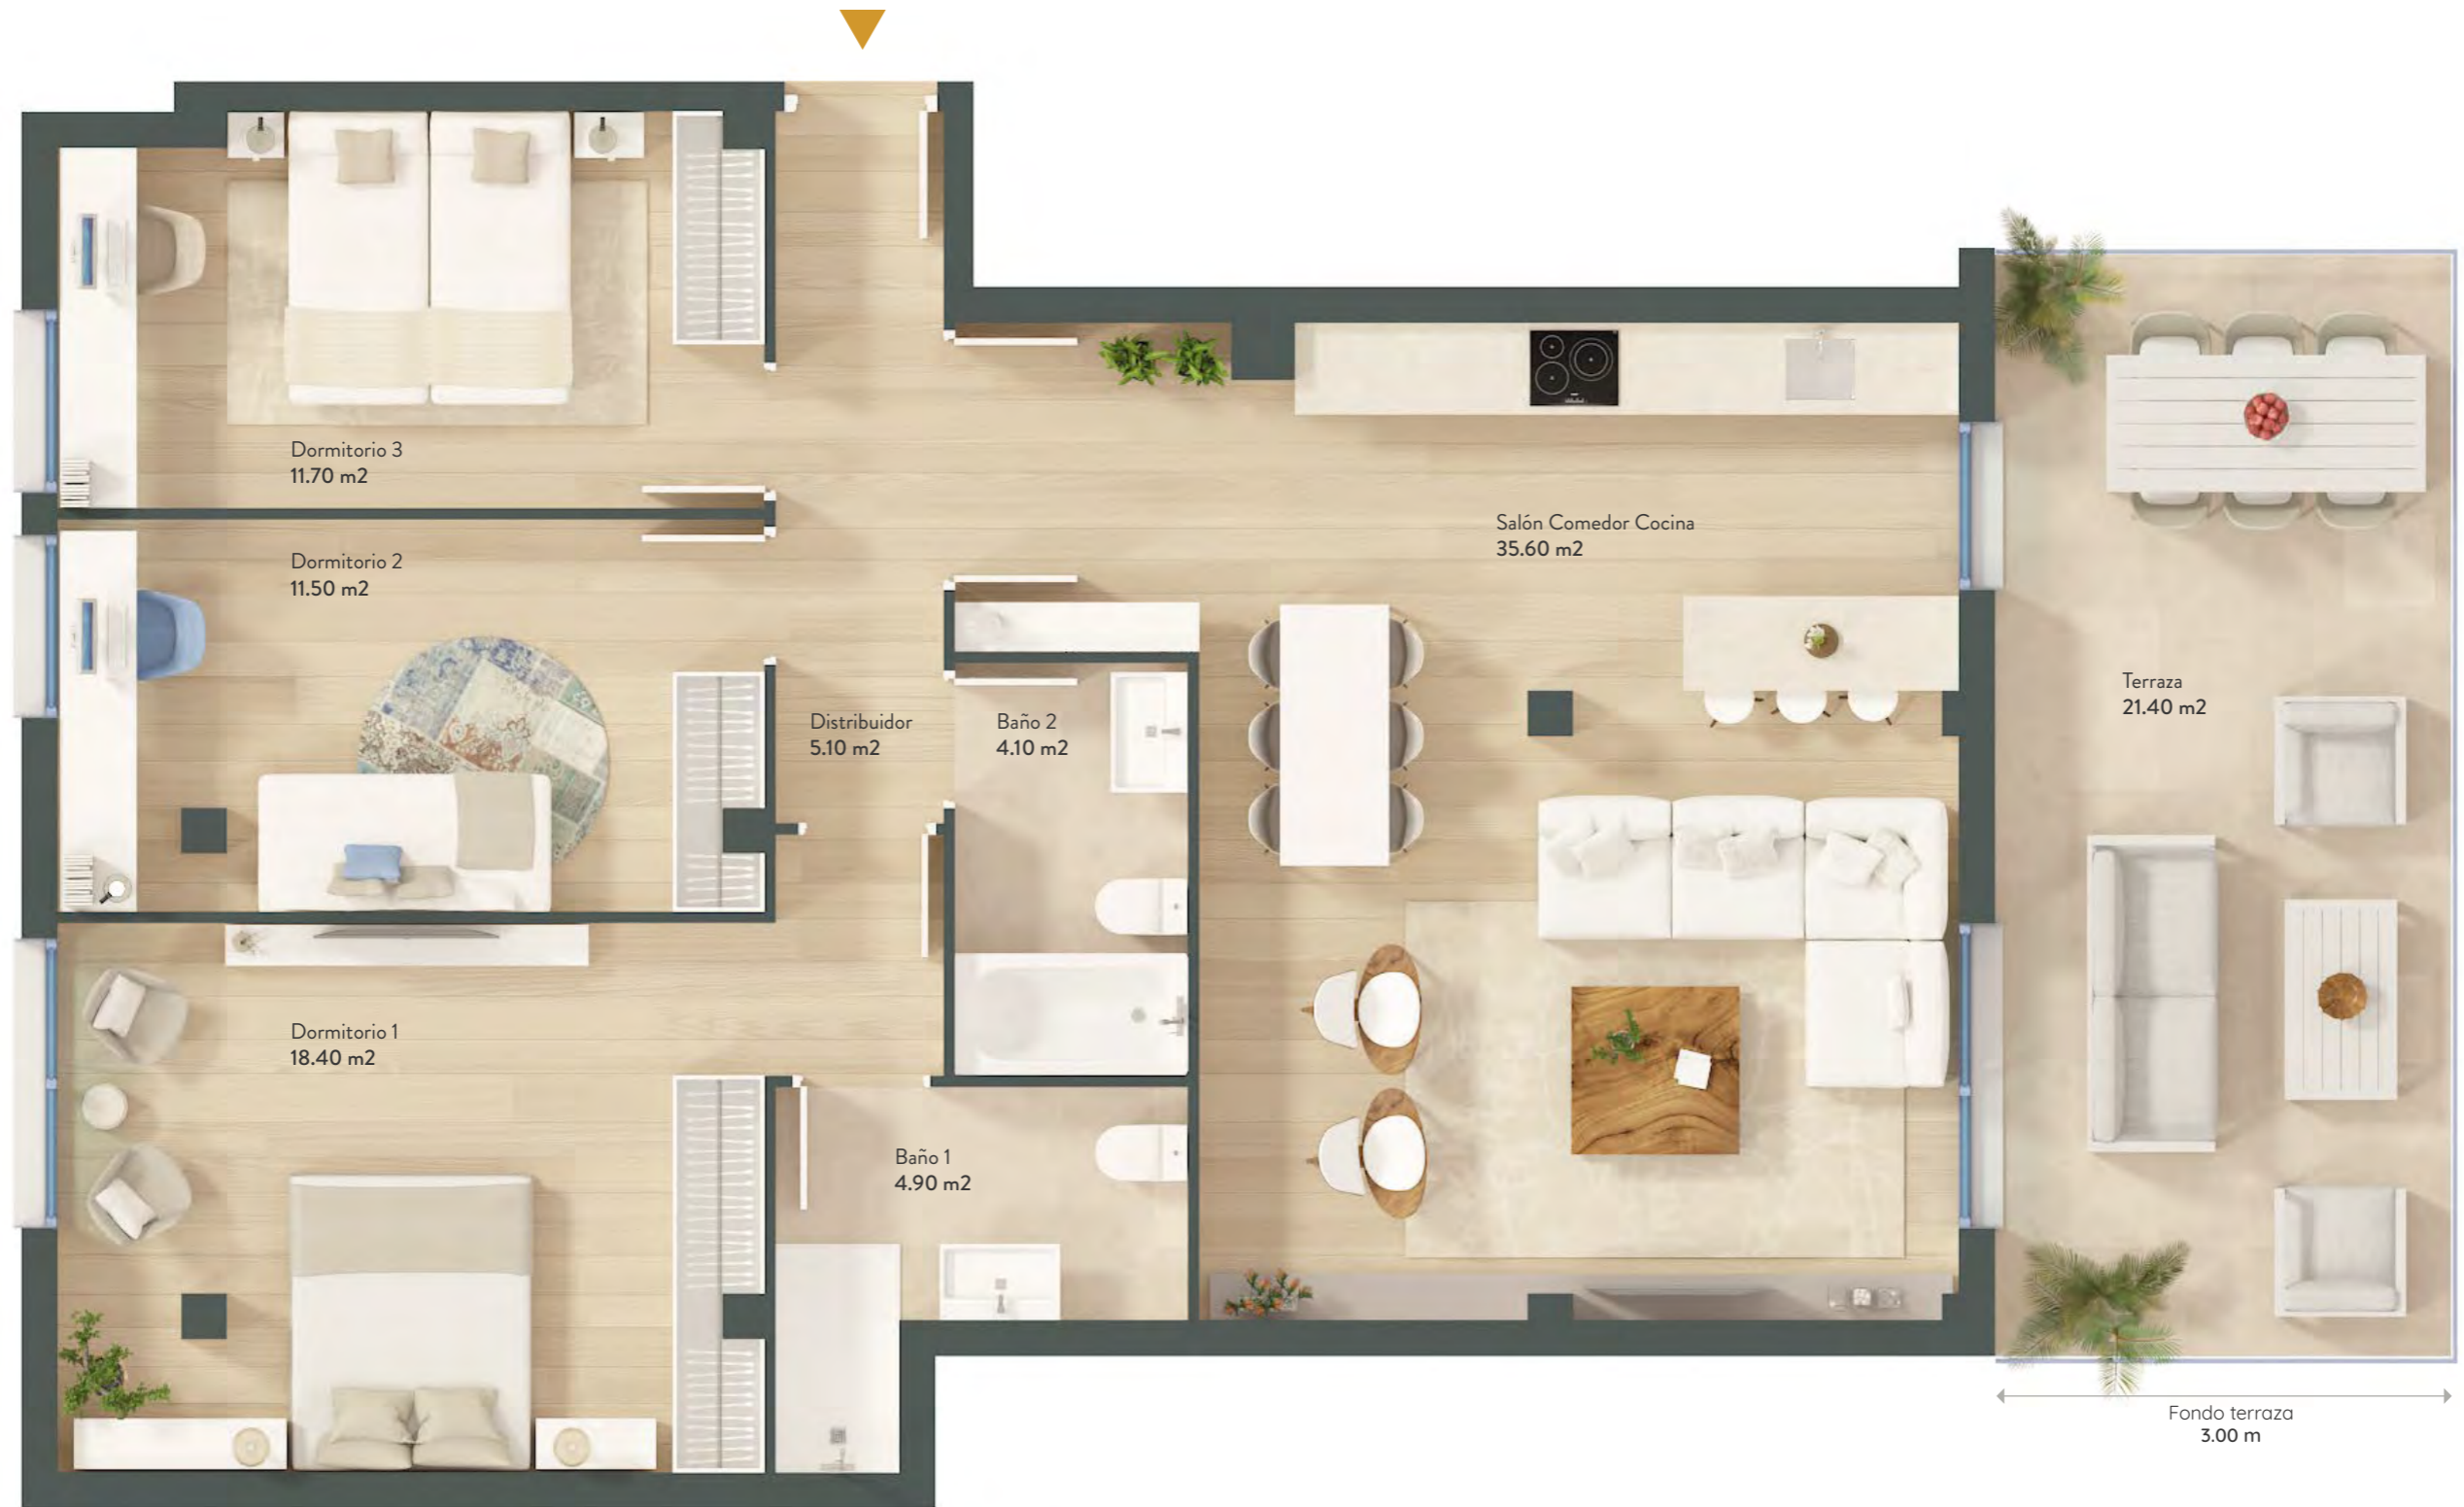 Dormitorio 3
11.70 m2
Dormitorio 2
11.50 m2
Salón Comedor Cocina
35.60 m2
Terraza
21.40 m2
Distribuidor
5.10 m2
Baño 2
4.10 m2
Dormitorio 1
18.40 m2
Baño 1
4.90 m2
Fondo terraza
3.00 m